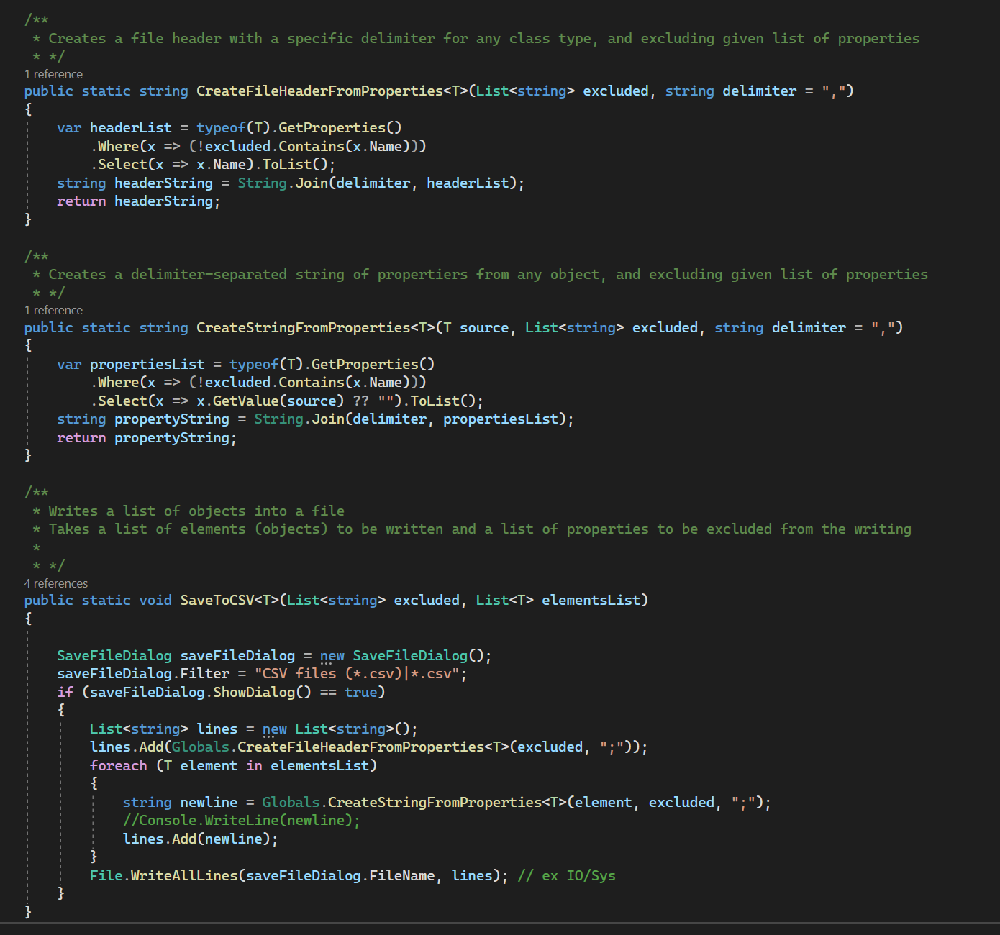 /**
 * Creates a file header with a specific delimiter for any class type, and excluding given list of properties
 * */
1 reference
public static string CreateFileHeaderFromProperties<T>(List<string> excluded, string delimiter = ",")
{
    var headerList = typeof(T).GetProperties()
        .Where(x => (!excluded.Contains(x.Name)))
        .Select(x => x.Name).ToList();
    string headerString = String.Join(delimiter, headerList);
    return headerString;
}

/**
 * Creates a delimiter-separated string of propertiers from any object, and excluding given list of properties
 * */
1 reference
public static string CreateStringFromProperties<T>(T source, List<string> excluded, string delimiter = ",")
{
    var propertiesList = typeof(T).GetProperties()
        .Where(x => (!excluded.Contains(x.Name)))
        .Select(x => x.GetValue(source) ?? "").ToList();
    string propertyString = String.Join(delimiter, propertiesList);
    return propertyString;
}

/**
 * Writes a list of objects into a file
 * Takes a list of elements (objects) to be written and a list of properties to be excluded from the writing
 *
 * */
4 references
public static void SaveToCSV<T>(List<string> excluded, List<T> elementsList)
{

    SaveFileDialog saveFileDialog = new SaveFileDialog();
    saveFileDialog.Filter = "CSV files (*.csv)|*.csv";
    if (saveFileDialog.ShowDialog() == true)
    {
        List<string> lines = new List<string>();
        lines.Add(Globals.CreateFileHeaderFromProperties<T>(excluded, ";"));
        foreach (T element in elementsList)
        {
            string newline = Globals.CreateStringFromProperties<T>(element, excluded, ";");
            //Console.WriteLine(newline);
            lines.Add(newline);
        }
        File.WriteAllLines(saveFileDialog.FileName, lines); // ex IO/Sys
    }
}